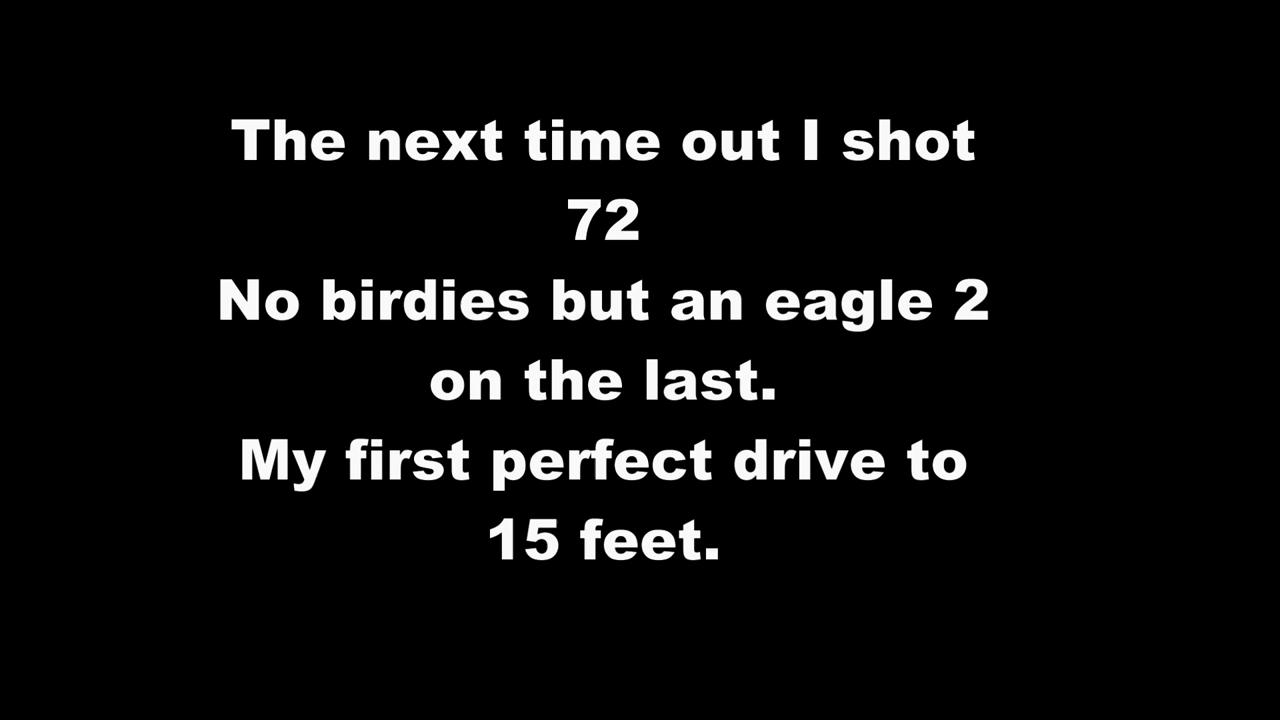 The next time out I shot
72
No birdies but an eagle 2
on the last.
My first perfect drive to
15 feet.